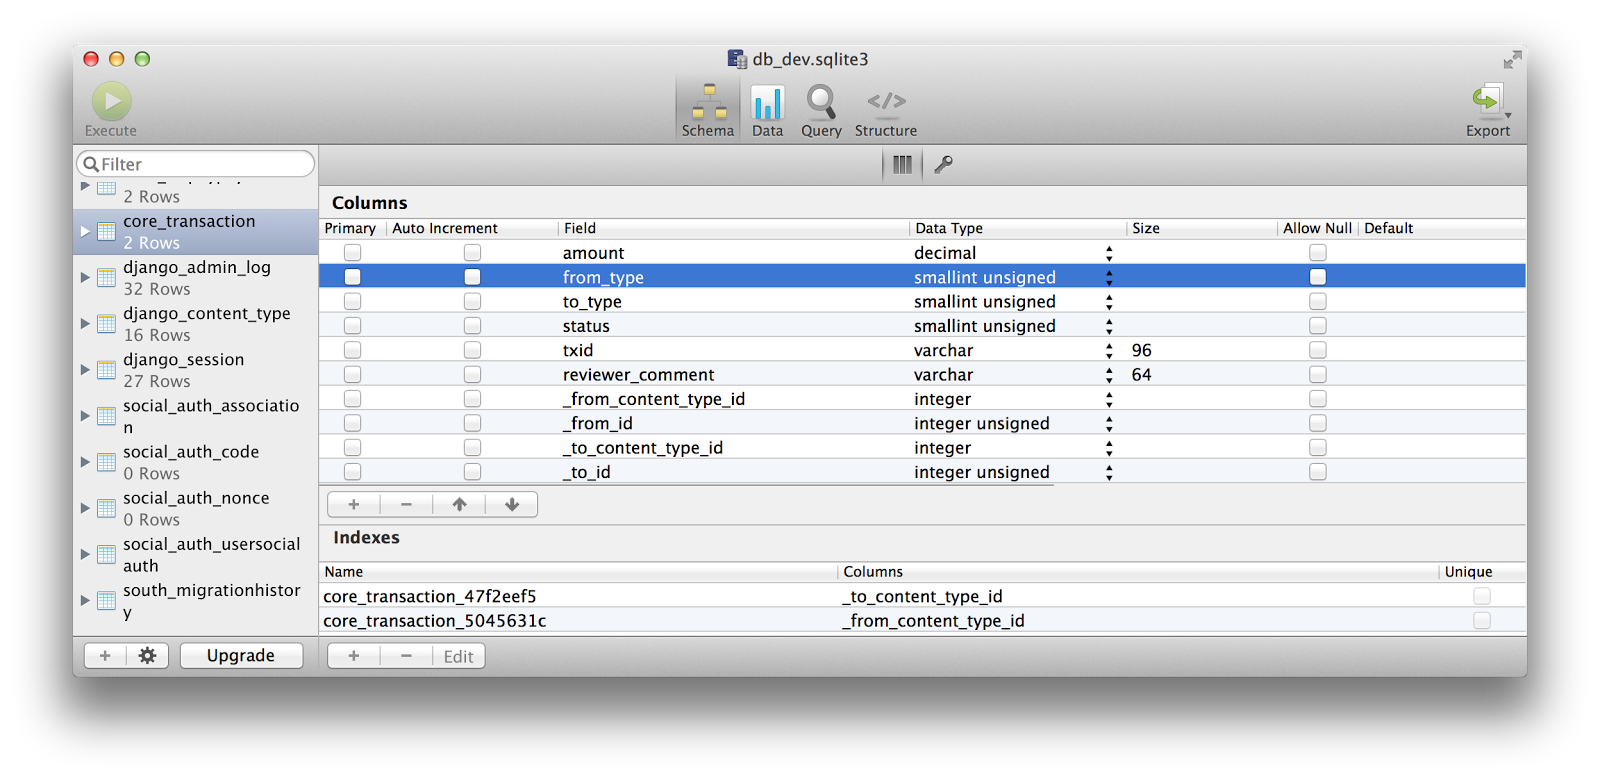 db_dev.sqlite3
Execute
Schema Data Query Structure
Export
Filter
2 Rows
core_transaction
2 Rows
django_admin_log
32 Rows
django_content_type
16 Rows
django_session
27 Rows
social_auth_associatio
n
social_auth_code
0 Rows
social_auth_nonce
0 Rows
social_auth_usersocial
auth
south_migrationhistor
y
Upgrade
Columns
Primary Auto Increment Field Data Type Size Allow Null Default
amount decimal
from_type smallint unsigned
to_type smallint unsigned
status smallint unsigned
txid varchar 96
reviewer_comment varchar 64
_from_content_type_id integer
_from_id integer unsigned
_to_content_type_id integer
_to_id integer unsigned
Indexes
Name Columns Unique
core_transaction_47f2eef5 _to_content_type_id
core_transaction_5045631c _from_content_type_id
Edit